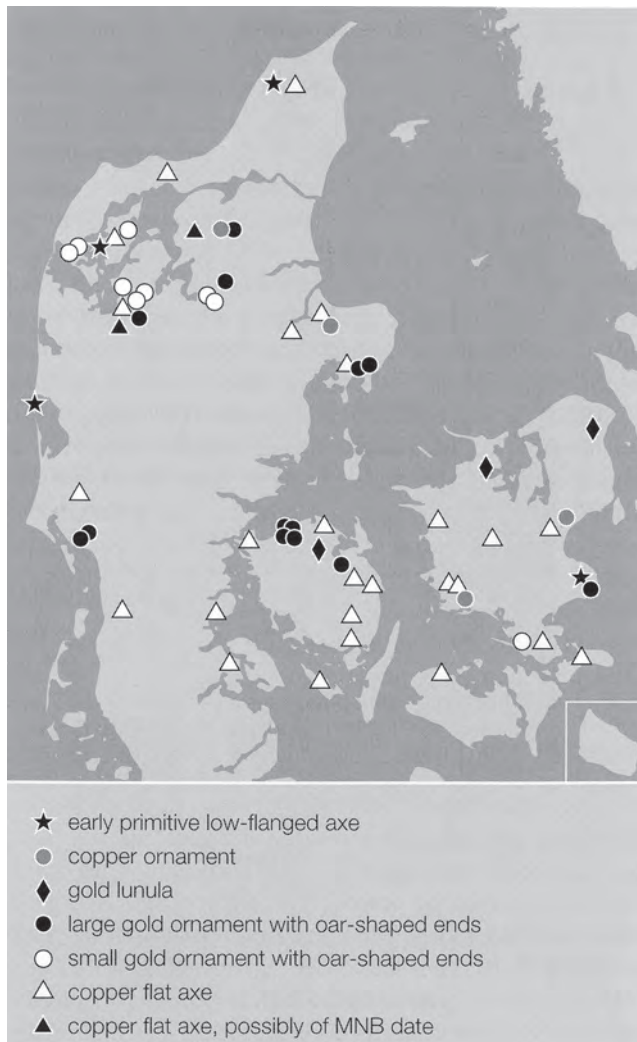 early primitive low-flanged axe
copper ornament
gold lunula
large gold ornament with oar-shaped ends
small gold ornament with oar-shaped ends
copper flat axe
copper flat axe, possibly of MNB date